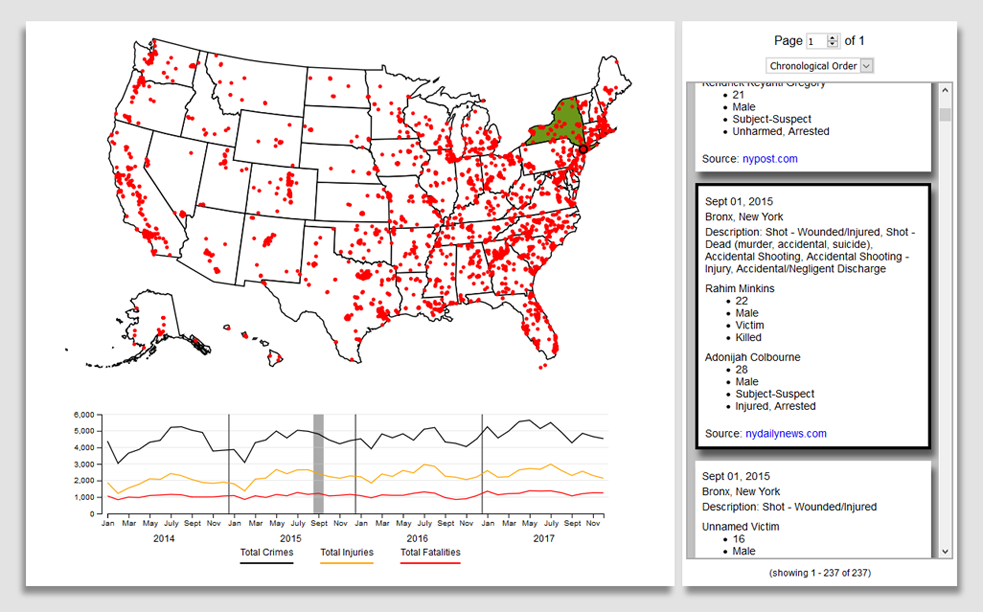 Page 1 of 1
Chronological Order
Kendrick Keyanti Gregory
• 21
• Male
• Subject-Suspect
• Unharmed, Arrested
Source: nypost.com
Sept 01, 2015
Bronx, New York
Description: Shot - Wounded/Injured, Shot -
Dead (murder, accidental, suicide),
Accidental Shooting, Accidental Shooting -
Injury, Accidental/Negligent Discharge
Rahim Minkins
• 22
• Male
• Victim
• Killed
Adonijah Colbourne
• 28
• Male
• Subject-Suspect
• Injured, Arrested
Source: nydailynews.com
Sept 01, 2015
Bronx, New York
Description: Shot - Wounded/Injured
Unnamed Victim
• 16
• Male
(showing 1 - 237 of 237)
6,000
5,000
4,000
3,000
2,000
1,000
0
Jan Mar May July Sept Nov Jan Mar May July Sept Nov Jan Mar May July Sept Nov Jan Mar May July Sept Nov
2014 2015 2016 2017
Total Crimes Total Injuries Total Fatalities